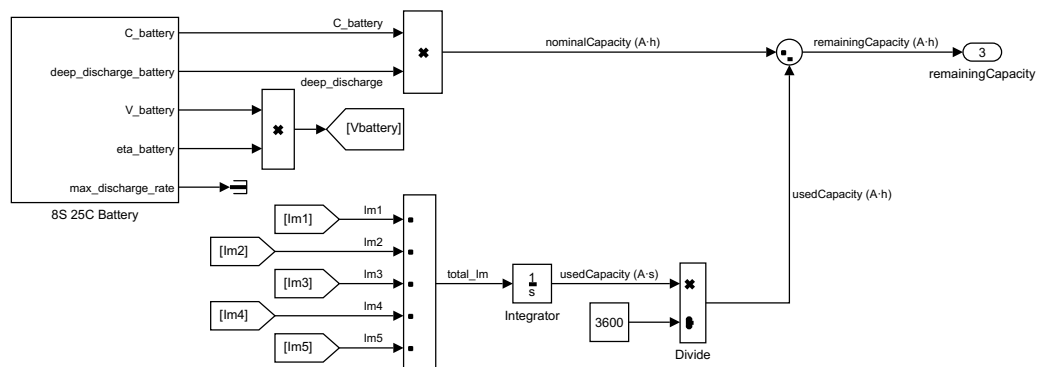 C_battery
C_battery
nominalCapacity (A·h)
remainingCapacity (A·h)
3
remainingCapacity
deep_discharge_battery
deep_discharge
V_battery
[Vbattery]
eta_battery
max_discharge_rate
8S 25C Battery
usedCapacity (A·h)
[Im1]
Im1
[Im2]
Im2
[Im3]
Im3
total_Im
1
s
Integrator
usedCapacity (A·s)
[Im4]
Im4
3600
[Im5]
Im5
Divide